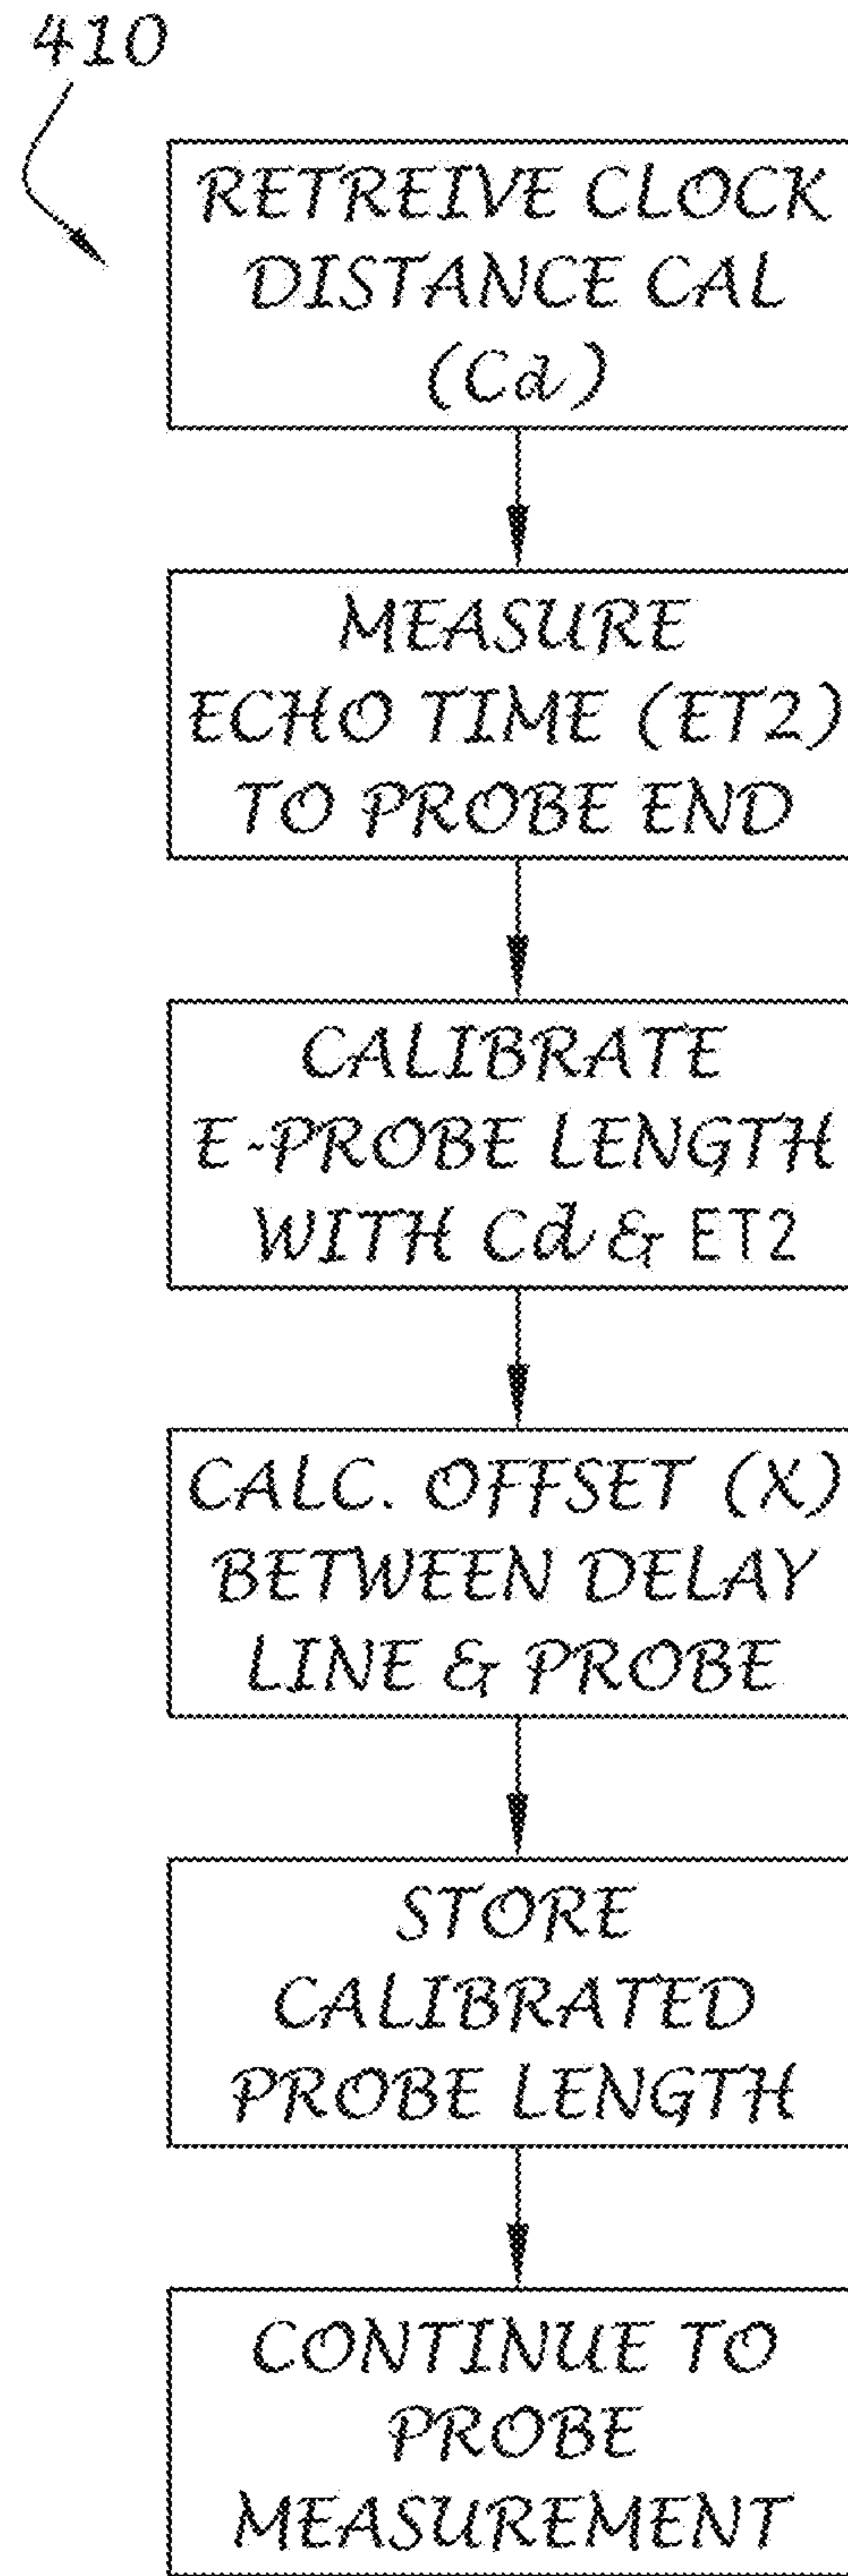 410
RETREIVE CLOCK
DISTANCE CAL
(Cd)
MEASURE
ECHO TIME (ET2)
TO PROBE END
CALIBRATE
E-PROBE LENGTH
WITH Cd & ET2
CALC. OFFSET (X)
BETWEEN DELAY
LINE & PROBE
STORE
CALIBRATED
PROBE LENGTH
CONTINUE TO
PROBE
MEASUREMENT